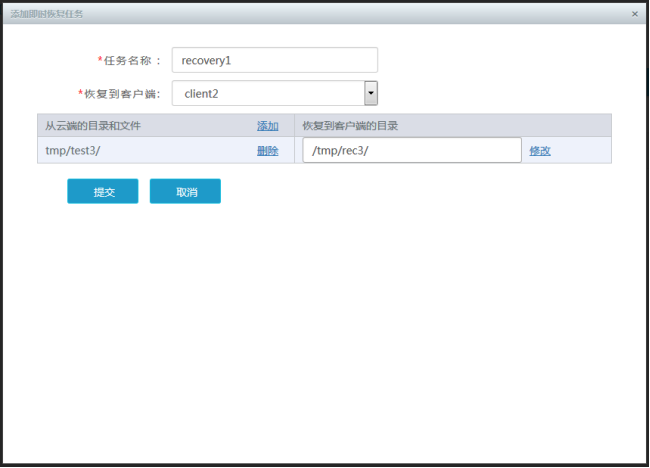 添加即时恢复任务
*任务名称： recovery1
*恢复到客户端: client2
从云端的目录和文件 添加 恢复到客户端的目录
tmp/test3/ 删除 /tmp/rec3/ 修改
提交 取消